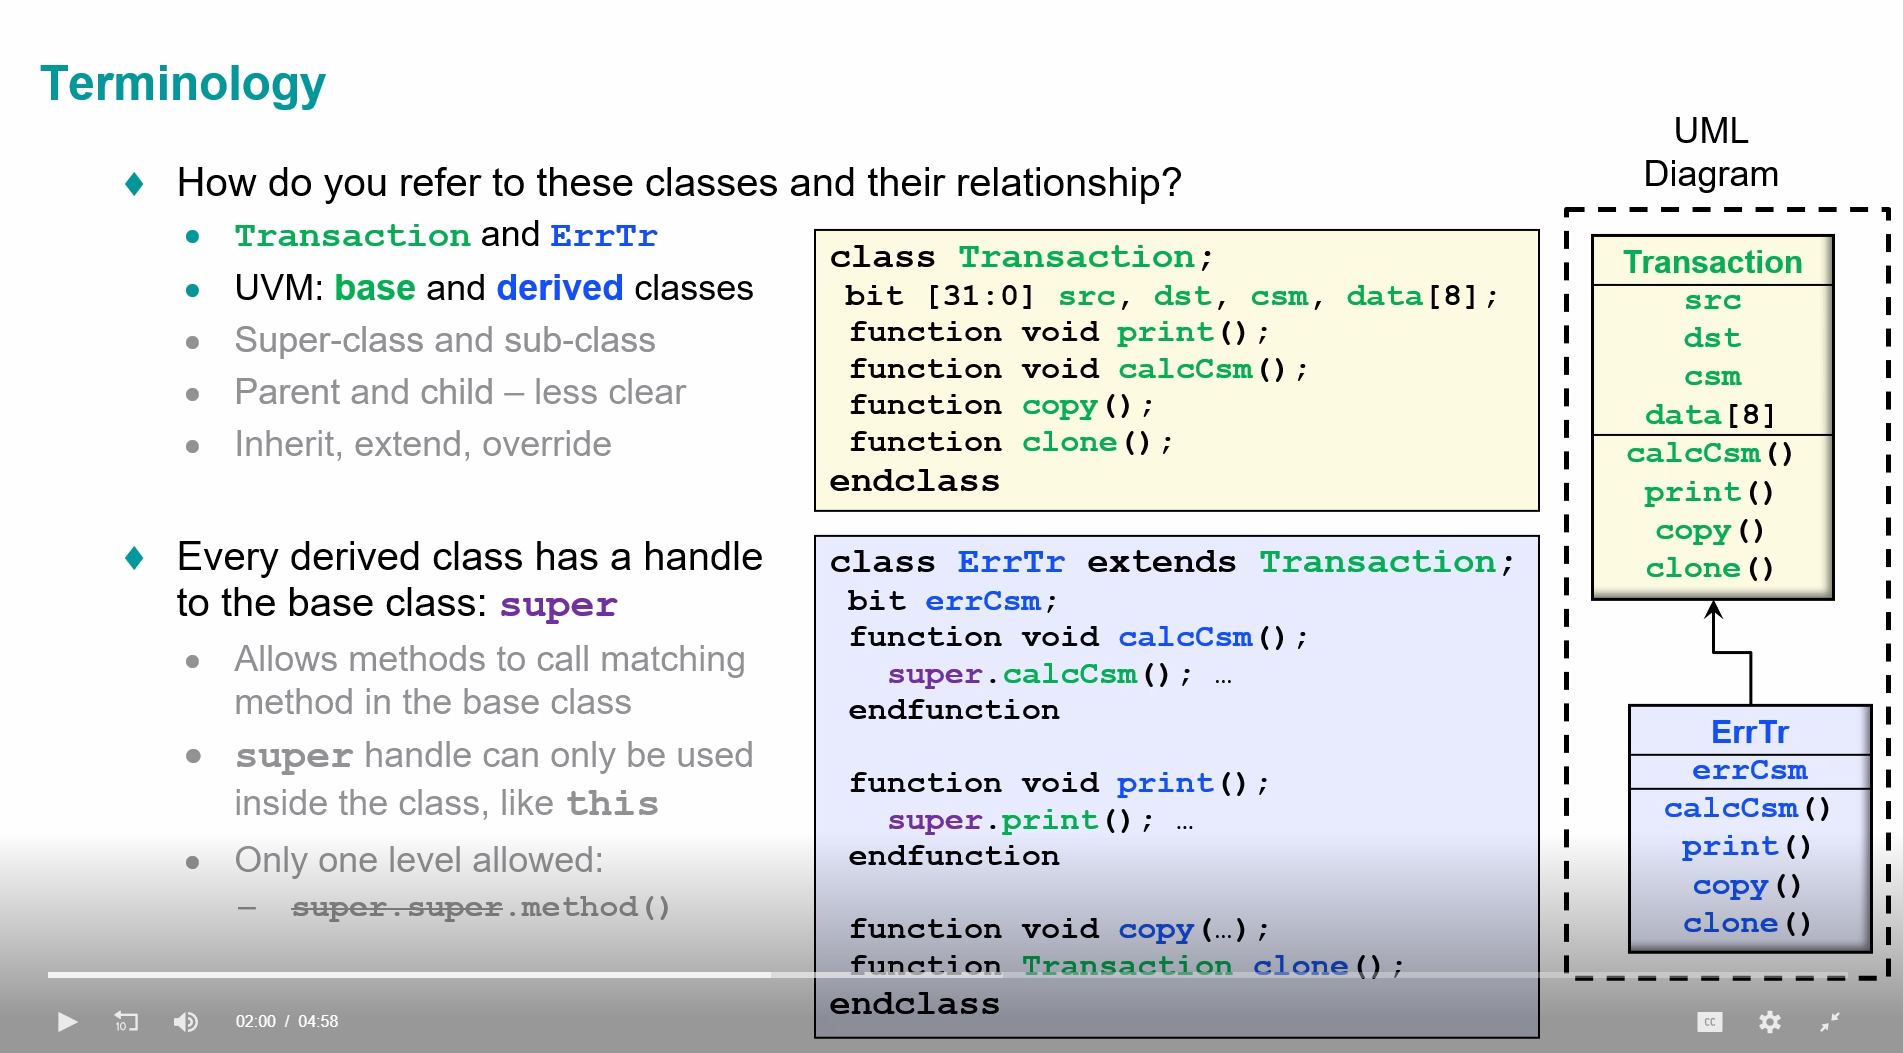 Terminology
How do you refer to these classes and their relationship?
Transaction and ErrTr
UVM: base and derived classes
Super-class and sub-class
Parent and child – less clear
Inherit, extend, override
Every derived class has a handle
to the base class: super
Allows methods to call matching
method in the base class
super handle can only be used
inside the class, like this
Only one level allowed:
– super.super.method()
class Transaction;
bit [31:0] src, dst, csm, data[8];
function void print();
function void calcCsm();
function copy();
function clone();
endclass
class ErrTr extends Transaction;
bit errCsm;
function void calcCsm();
super.calcCsm(); …
endfunction
function void print();
super.print(); …
endfunction
function void copy(…);
function Transaction clone();
endclass
UML
Diagram
Transaction
src
dst
csm
data[8]
calcCsm()
print()
copy()
clone()
ErrTr
errCsm
calcCsm()
print()
copy()
clone()
10
02:00 / 04:58
CC